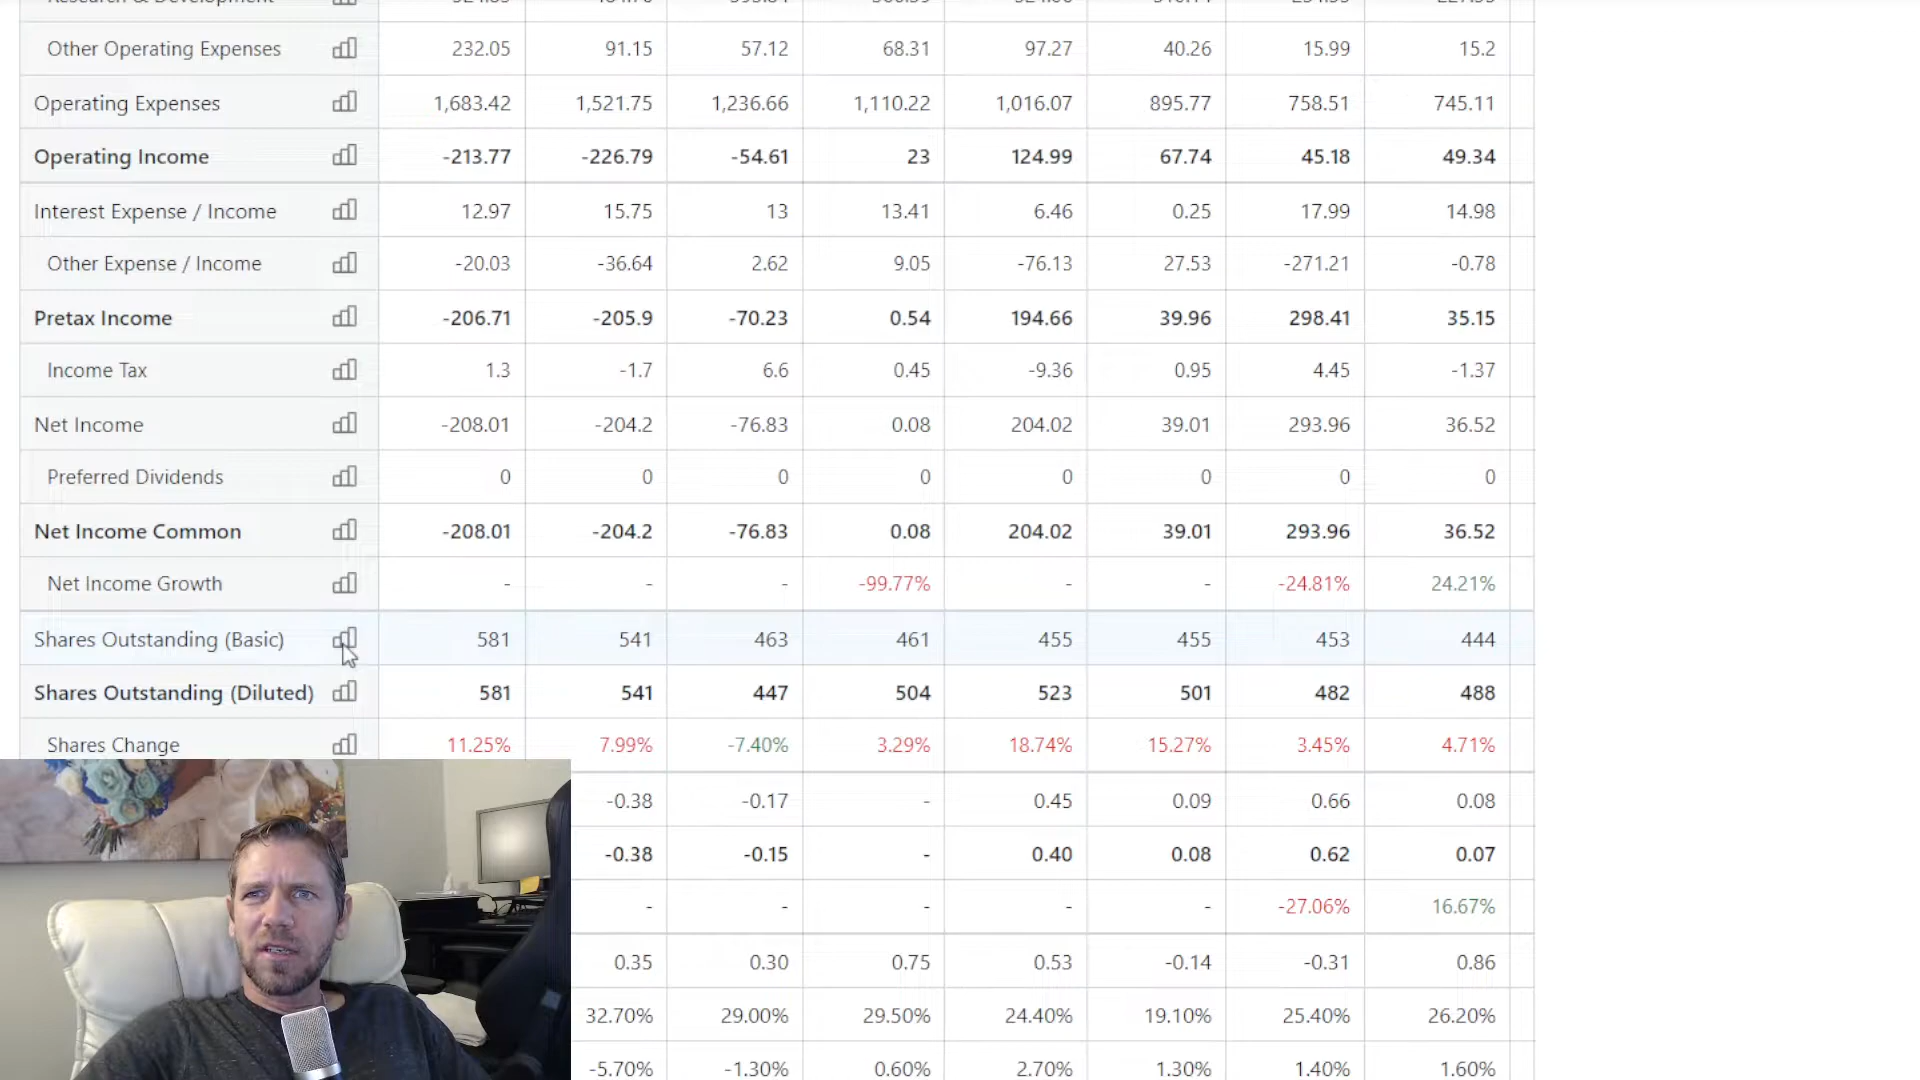 Other Operating Expenses 232.05 91.15 57.12 68.31 97.27 40.26 15.99 15.2
Operating Expenses 1,683.42 1,521.75 1,236.66 1,110.22 1,016.07 895.77 758.51 745.11
Operating Income -213.77 -226.79 -54.61 23 124.99 67.74 45.18 49.34
Interest Expense / Income 12.97 15.75 13 13.41 6.46 0.25 17.99 14.98
Other Expense / Income -20.03 -36.64 2.62 9.05 -76.13 27.53 -271.21 -0.78
Pretax Income -206.71 -205.9 -70.23 0.54 194.66 39.96 298.41 35.15
Income Tax 1.3 -1.7 6.6 0.45 -9.36 0.95 4.45 -1.37
Net Income -208.01 -204.2 -76.83 0.08 204.02 39.01 293.96 36.52
Preferred Dividends 0 0 0 0 0 0 0 0
Net Income Common -208.01 -204.2 -76.83 0.08 204.02 39.01 293.96 36.52
Net Income Growth - - - -99.77% - - -24.81% 24.21%
Shares Outstanding (Basic) 581 541 463 461 455 455 453 444
Shares Outstanding (Diluted) 581 541 447 504 523 501 482 488
Shares Change 11.25% 7.99% -7.40% 3.29% 18.74% 15.27% 3.45% 4.71%
-0.38 -0.17 - 0.45 0.09 0.66 0.08
-0.38 -0.15 - 0.40 0.08 0.62 0.07
- - - - - -27.06% 16.67%
0.35 0.30 0.75 0.53 -0.14 -0.31 0.86
32.70% 29.00% 29.50% 24.40% 19.10% 25.40% 26.20%
-5.70% -1.30% 0.60% 2.70% 1.30% 1.40% 1.60%